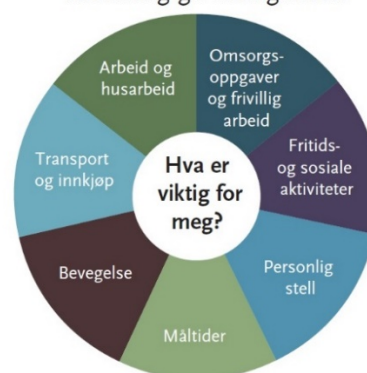 Omsorgs-
oppgaver
og frivillig
arbeid
Fritids-
og sosiale
aktiviteter
Personlig
stell
Måltider
Bevegelse
Transport
og innkjøp
Arbeid og
husarbeid
Hva er
viktig for
meg?